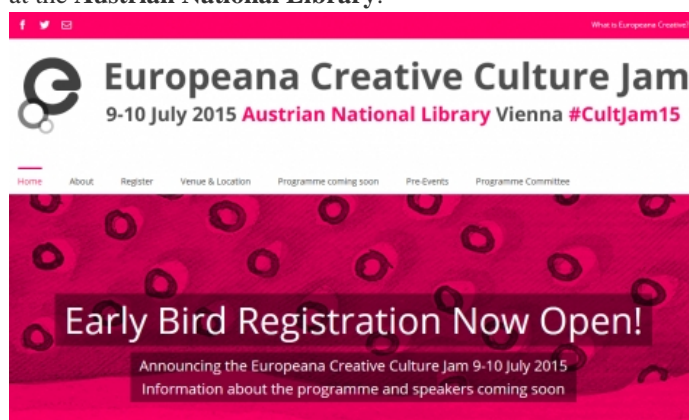 at the Austrian National Library.
What is Europeana Creative?
Europeana Creative Culture Jam
9-10 July 2015 Austrian National Library Vienna #CultJam15
Home About Register Venue & Location Programme coming soon Pre-Events Programme Committee
Early Bird Registration Now Open!
Announcing the Europeana Creative Culture Jam 9-10 July 2015
Information about the programme and speakers coming soon